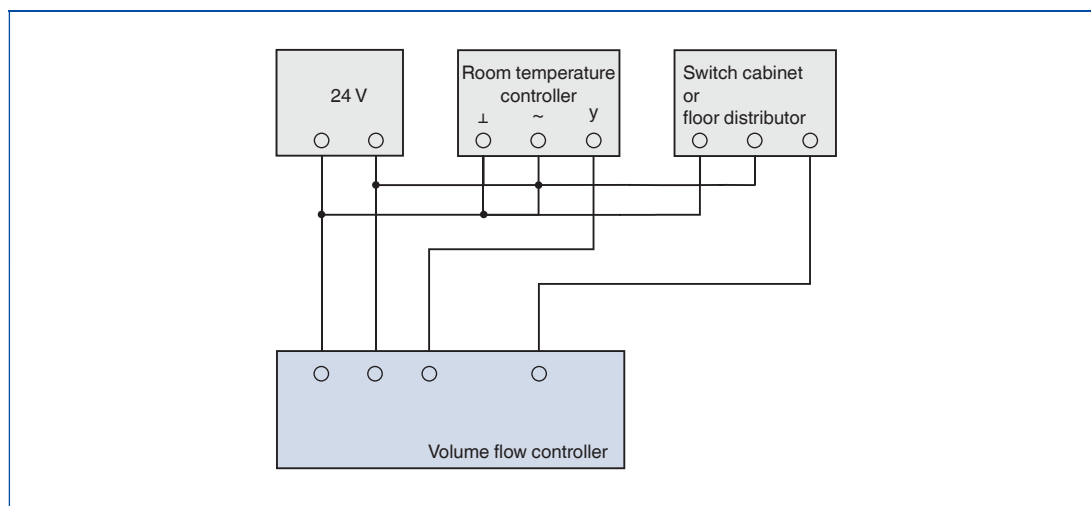 24 V
Room temperature
controller
⊥ ~ y
Switch cabinet
or
floor distributor
Volume flow controller